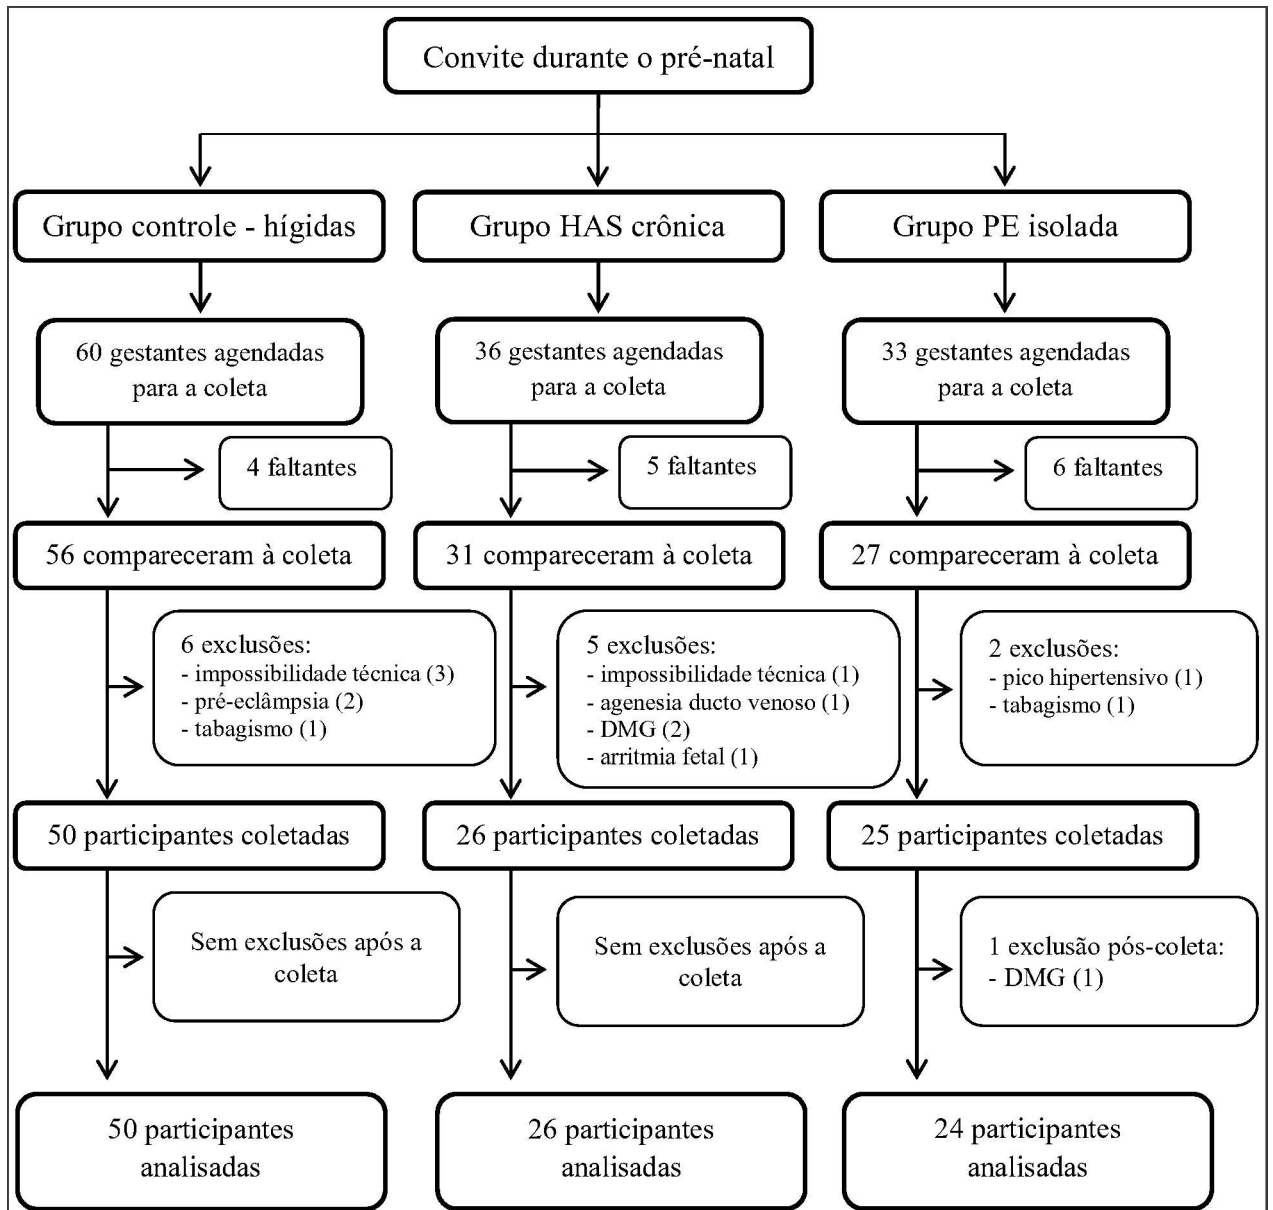 Convite durante o pré-natal
Grupo controle - hígidas
Grupo HAS crônica
Grupo PE isolada
60 gestantes agendadas
para a coleta
36 gestantes agendadas
para a coleta
33 gestantes agendadas
para a coleta
4 faltantes
5 faltantes
6 faltantes
56 compareceram à coleta
31 compareceram à coleta
27 compareceram à coleta
6 exclusões:
- impossibilidade técnica (3)
- pré-eclâmpsia (2)
- tabagismo (1)
5 exclusões:
- impossibilidade técnica (1)
- agenesia ducto venoso (1)
- DMG (2)
- arritmia fetal (1)
2 exclusões:
- pico hipertensivo (1)
- tabagismo (1)
50 participantes coletadas
26 participantes coletadas
25 participantes coletadas
Sem exclusões após a
coleta
Sem exclusões após a
coleta
1 exclusão pós-coleta:
- DMG (1)
50 participantes
analisadas
26 participantes
analisadas
24 participantes
analisadas